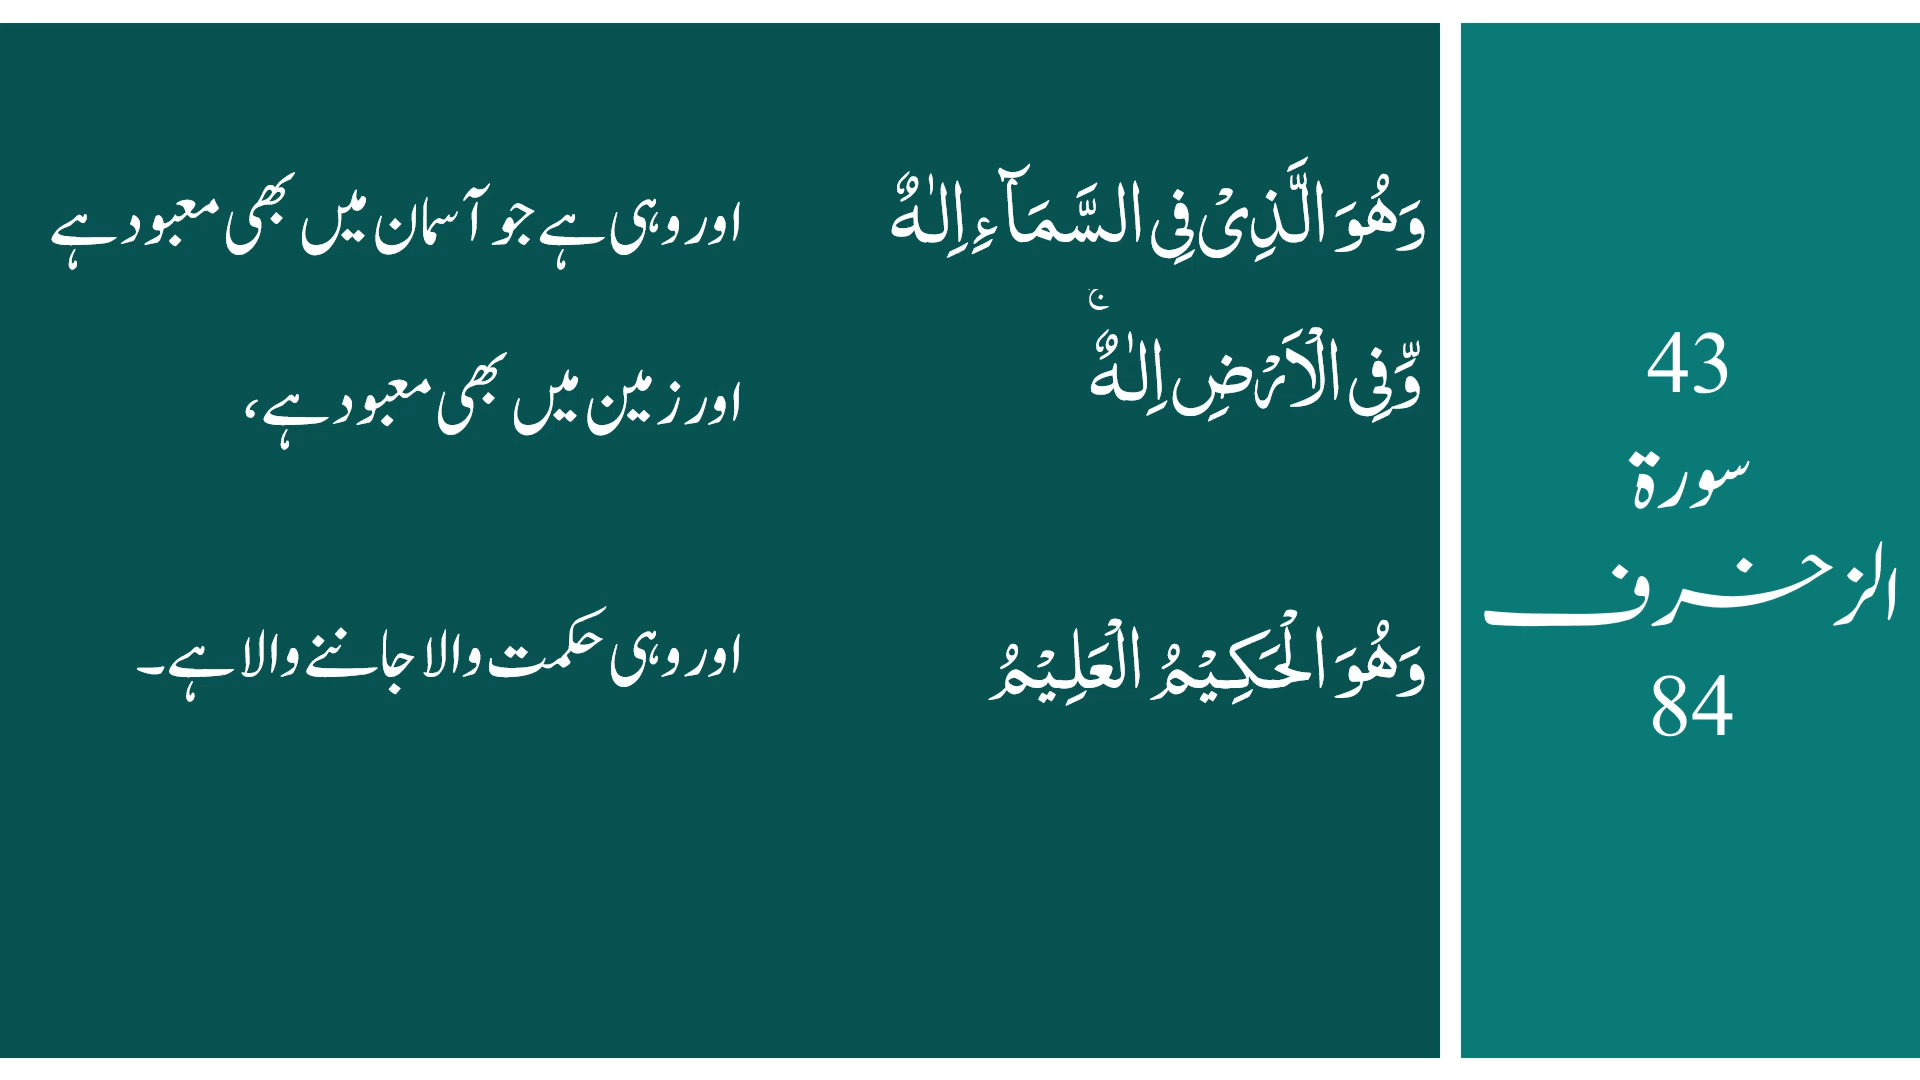 وَهُوَ الَّذِیْ فِی السَّمَآءِ اِلٰهٌ
اور وہی ہے جو آسمان میں بھی معبود ہے
وَّفِی الْاَرْضِ اِلٰهٌ ۚ
اور زمین میں بھی معبود ہے،
وَهُوَ الْحَكِیْمُ الْعَلِیْمُ
اور وہی حکمت والا جاننے والا ہے۔
43
سورة
الزخرف
84